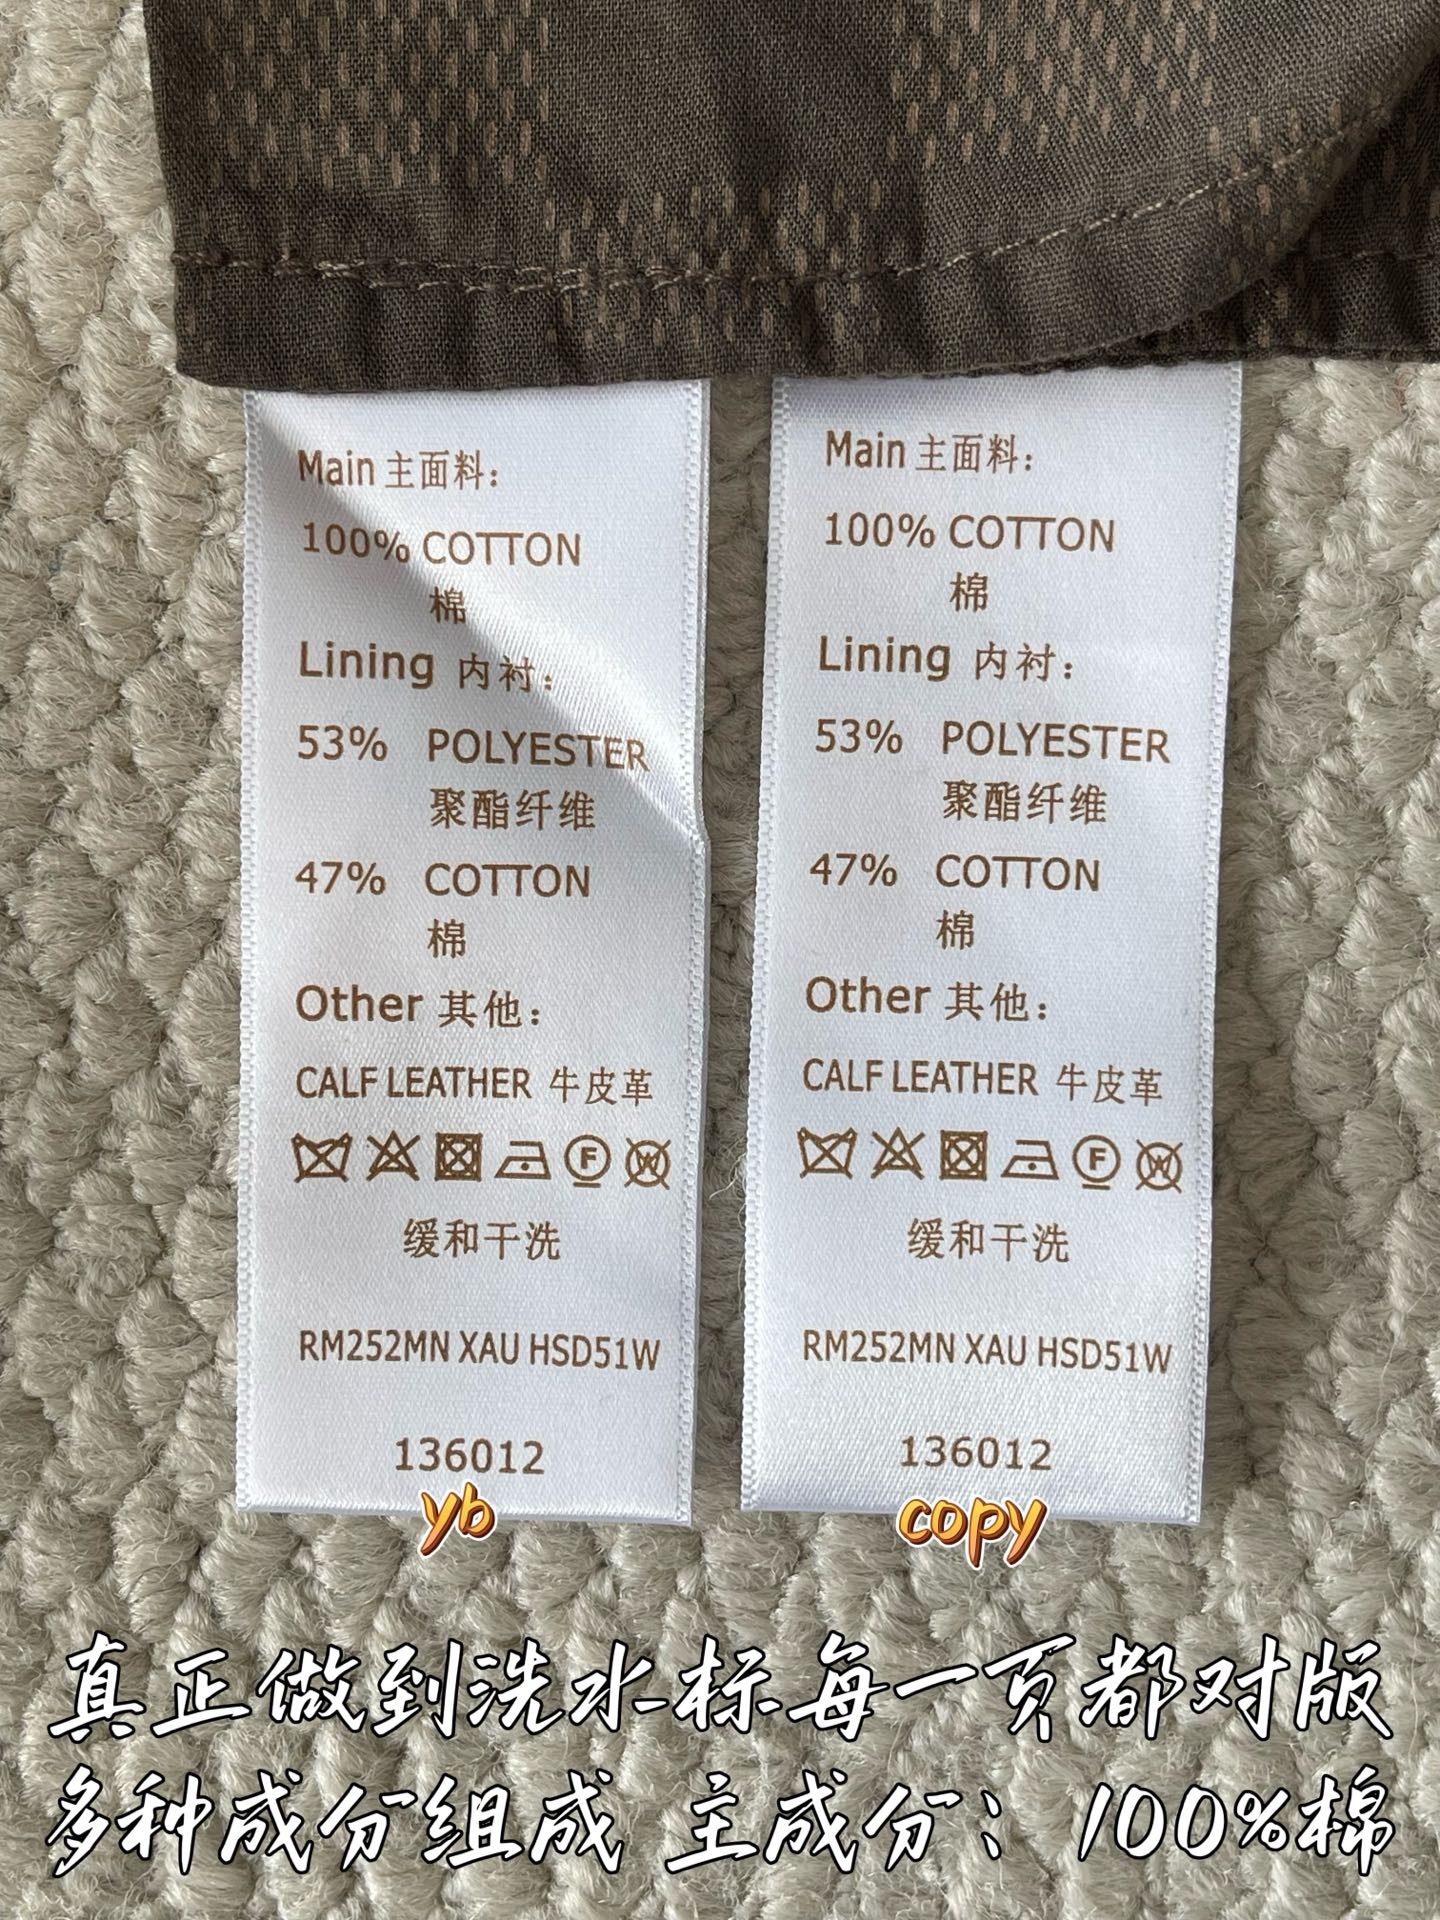 Main 主面料:
100% COTTON
棉
Lining 内衬:
53% POLYESTER
聚酯纤维
47% COTTON
棉
Other 其他:
CALF LEATHER 牛皮革
F
W
缓和干洗
RM252MN XAU HSD51W
136012
yb
Main 主面料:
100% COTTON
棉
Lining 内衬:
53% POLYESTER
聚酯纤维
47% COTTON
棉
Other 其他:
CALF LEATHER 牛皮革
F
W
缓和干洗
RM252MN XAU HSD51W
136012
copy
真正做到洗水标每一页都对版
多种成分组成 主成分：100%棉